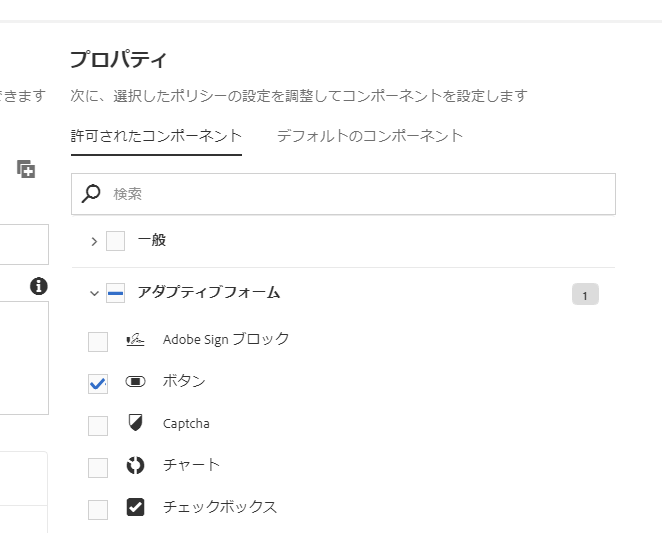 プロパティ
できます
次に、選択したポリシーの設定を調整してコンポーネントを設定します
許可されたコンポーネント
デフォルトのコンポーネント
検索
一般
アダプティブフォーム
1
Adobe Sign ブロック
ボタン
Captcha
チャート
チェックボックス